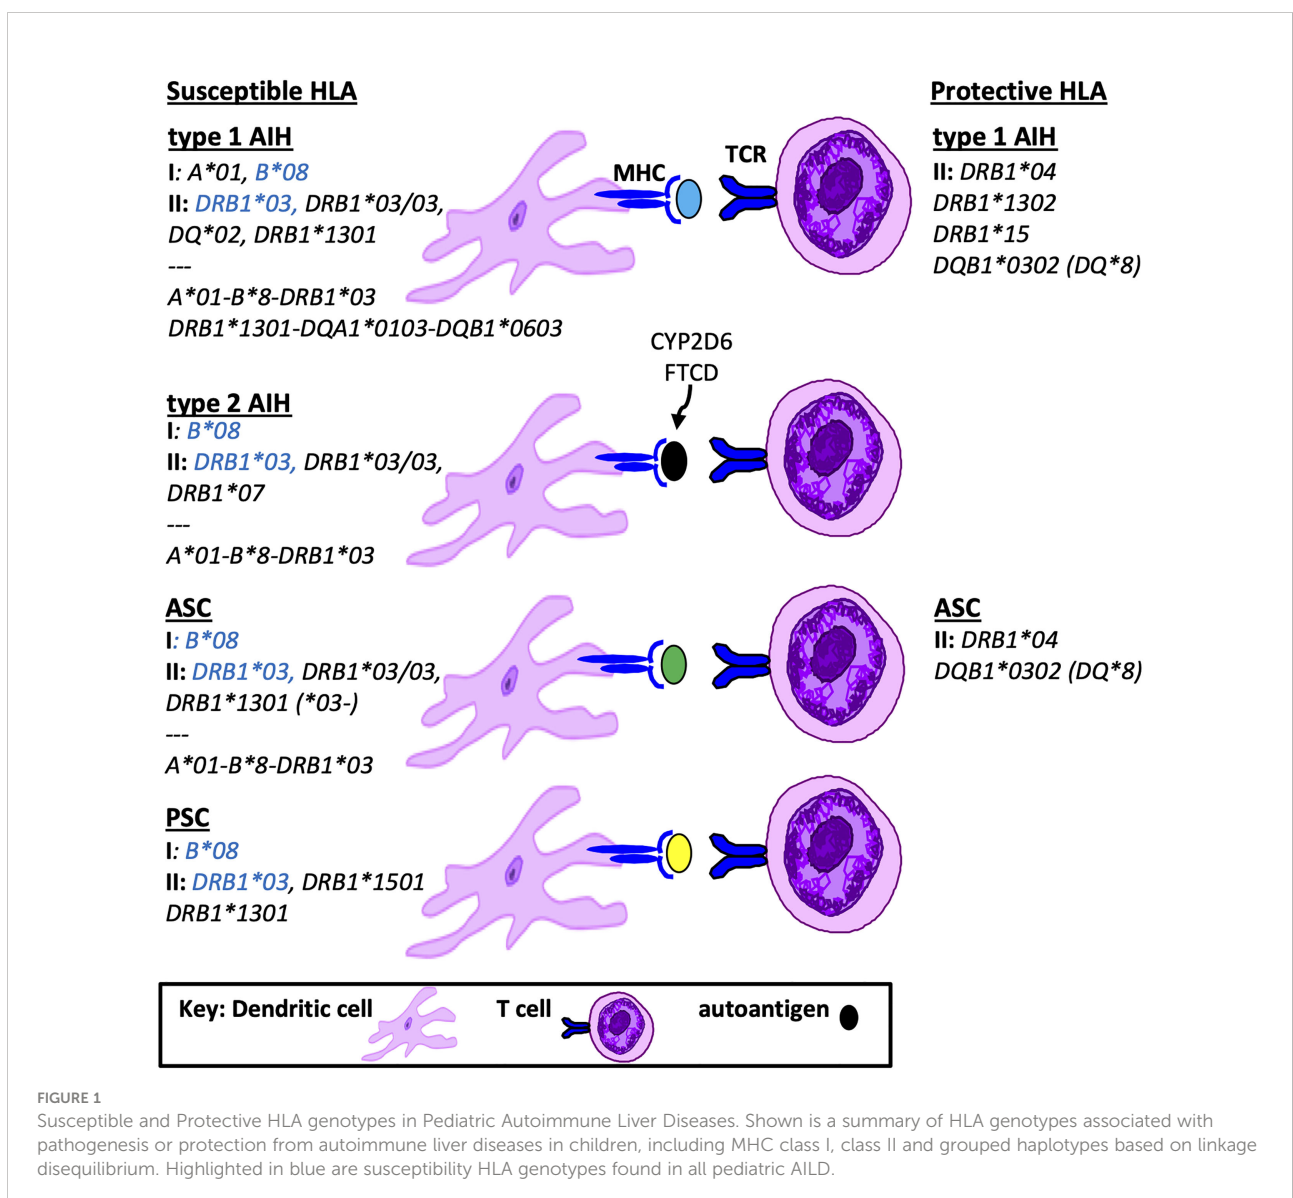 Susceptible HLA
Protective HLA
type 1 AIH
I: A*01, B*08
II: DRB1*03, DRB1*03/03,
DQ*02, DRB1*1301
---
A*01-B*8-DRB1*03
DRB1*1301-DQA1*0103-DQB1*0603
MHC
TCR
type 1 AIH
II: DRB1*04
DRB1*1302
DRB1*15
DQB1*0302 (DQ*8)
CYP2D6
FTCD
type 2 AIH
I: B*08
II: DRB1*03, DRB1*03/03,
DRB1*07
---
A*01-B*8-DRB1*03
ASC
I: B*08
II: DRB1*03, DRB1*03/03,
DRB1*1301 (*03-)
---
A*01-B*8-DRB1*03
ASC
II: DRB1*04
DQB1*0302 (DQ*8)
PSC
I: B*08
II: DRB1*03, DRB1*1501
DRB1*1301
Key: Dendritic cell
T cell
autoantigen
FIGURE 1
Susceptible and Protective HLA genotypes in Pediatric Autoimmune Liver Diseases. Shown is a summary of HLA genotypes associated with
pathogenesis or protection from autoimmune liver diseases in children, including MHC class I, class II and grouped haplotypes based on linkage
disequilibrium. Highlighted in blue are susceptibility HLA genotypes found in all pediatric AILD.